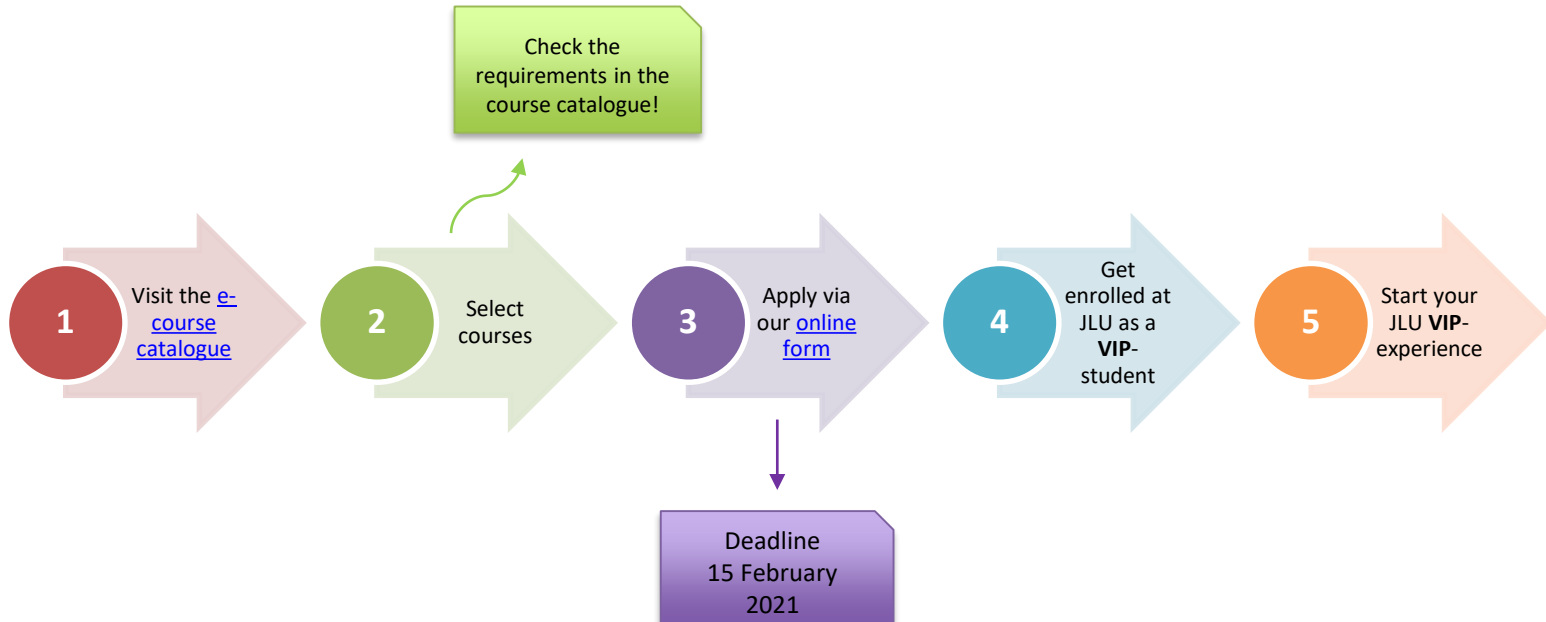 Check the
requirements in the
course catalogue!
1
Visit the e-
course
catalogue
2
Select
courses
3
Apply via
our online
form
4
Get
enrolled at
JLU as a
VIP-
student
5
Start your
JLU VIP-
experience
Deadline
15 February
2021